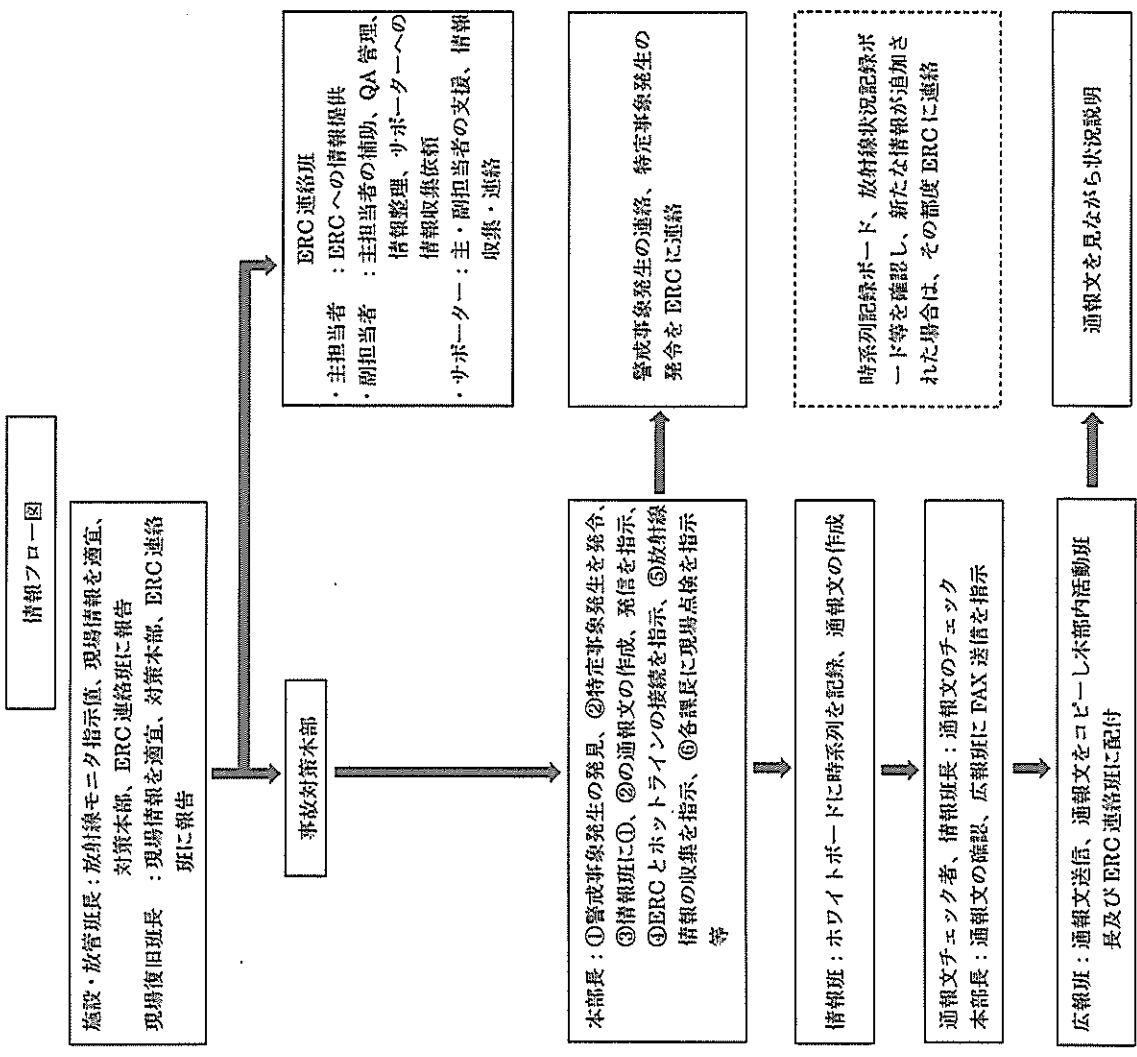 情報フロー図
施設・放管班長：放射線モニタ指示値、現場情報を適宜、
対策本部、ERC連絡班に報告
現場復旧班長　：現場情報を適宜、対策本部、ERC連絡
班に報告
ERC連絡班
・主担当者　：ERCへの情報提供
・副担当者　：主担当者の補助、QA管理、
情報整理、サポーターへの
情報収集依頼
・サポーター：主・副担当者の支援、情報
収集・連絡
事故対策本部
本部長：①警戒事象発生の発見、②特定事象発生を発令、
③情報班に①、②の通報文の作成、発信を指示、
④ERCとホットラインの接続を指示、⑤放射線
情報の収集を指示、⑥各課長に現場点検を指示
等
警戒事象発生の連絡、特定事象発生の
発令をERCに連絡
情報班：ホワイトボードに時系列を記録、通報文の作成
時系列記録ボード、放射線状況記録ボ
ード等を確認し、新たな情報が追加さ
れた場合は、その都度ERCに連絡
通報文チェック者、情報班長：通報文のチェック
本部長：通報文の確認、広報班にFAX送信を指示
広報班：通報文送信、通報文をコピーし本部内活動班
長及びERC連絡班に配付
通報文を見ながら状況説明